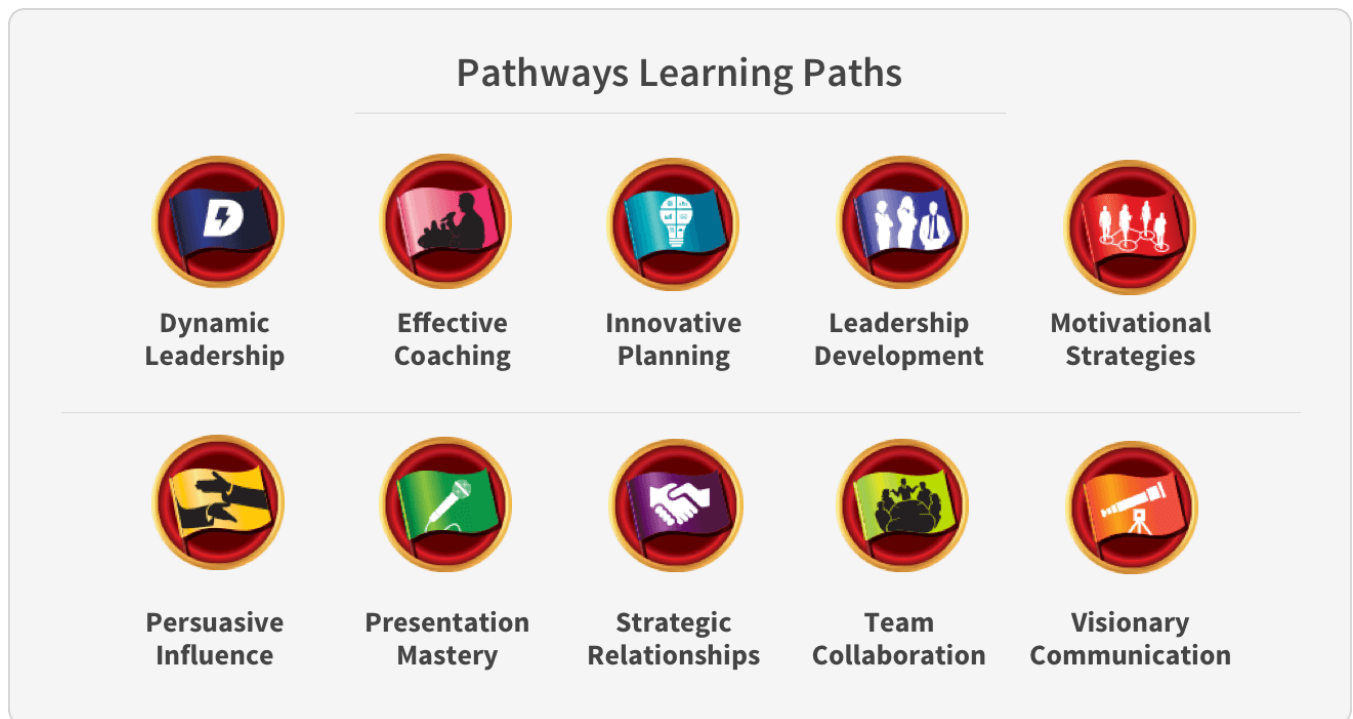 Pathways Learning Paths
Dynamic
Leadership
Effective
Coaching
Innovative
Planning
Leadership
Development
Motivational
Strategies
Persuasive
Influence
Presentation
Mastery
Strategic
Relationships
Team
Collaboration
Visionary
Communication